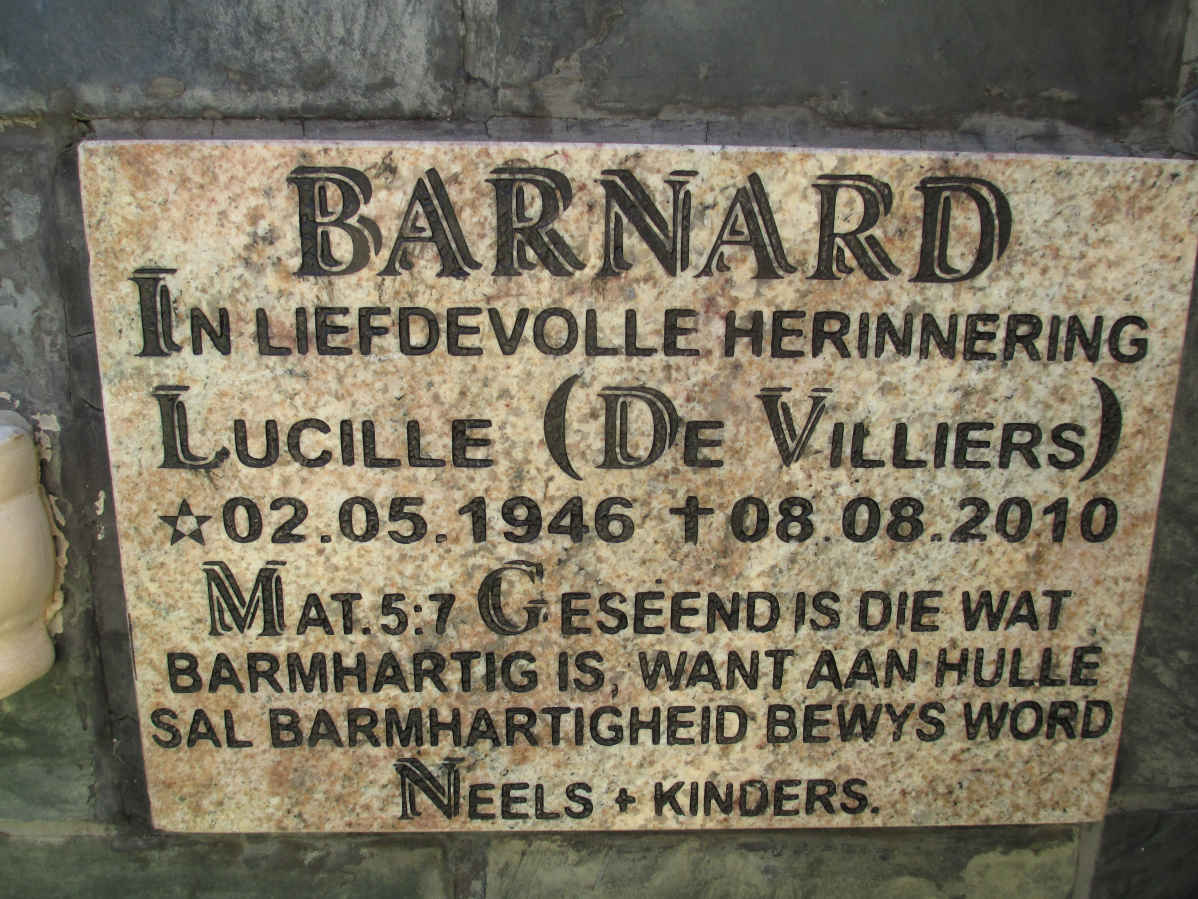 BARNARD
IN LIEFDEVOLLE HERINNERING
LUCILLE (DE VILLIERS)
☆02.05.1946 ✝08.08.2010
MAT.5:7 GESEËND IS DIE WAT
BARMHARTIG IS, WANT AAN HULLE
SAL BARMHARTIGHEID BEWYS WORD
NEELS + KINDERS.